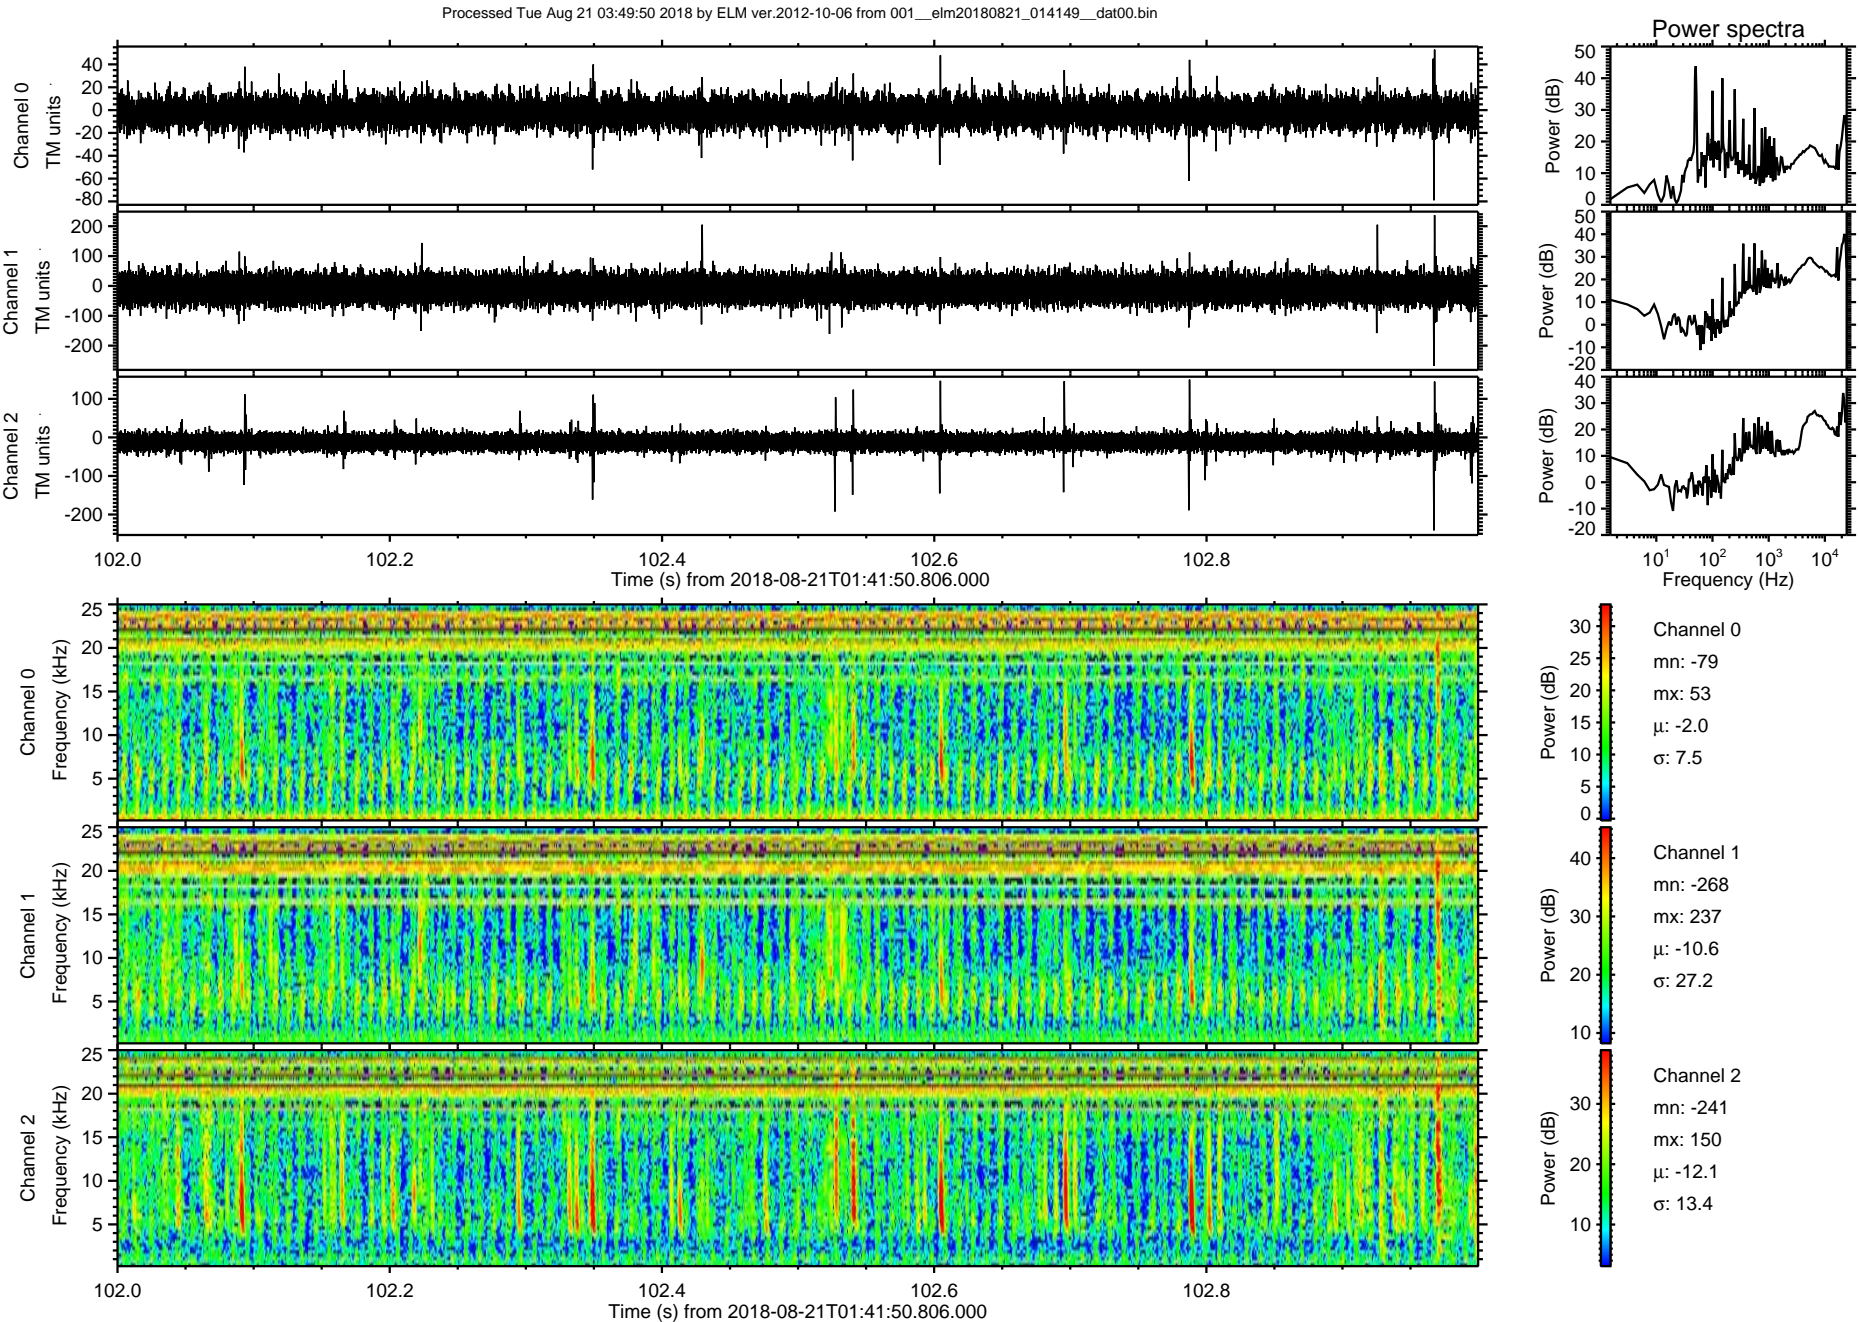 Processed Tue Aug 21 03:49:50 2018 by ELM ver.2012-10-06 from 001__elm20180821_014149__dat00.bin
Power spectra
Channel 0
TM units
40
20
0
-20
-40
-60
-80
Power (dB)
50
40
30
20
10
0
Channel 1
TM units
200
100
0
-100
-200
Power (dB)
50
40
30
20
10
0
-10
-20
Channel 2
TM units
100
0
-100
-200
Power (dB)
40
30
20
10
0
-10
-20
102.0 102.2 102.4 102.6 102.8
Time (s) from 2018-08-21T01:41:50.806.000
10^1 10^2 10^3 10^4
Frequency (Hz)
Channel 0
Frequency (kHz)
25
20
15
10
5
Power (dB)
30
25
20
15
10
5
0
Channel 0
mn: -79
mx: 53
μ: -2.0
σ: 7.5
Channel 1
Frequency (kHz)
25
20
15
10
5
Power (dB)
40
30
20
10
Channel 1
mn: -268
mx: 237
μ: -10.6
σ: 27.2
Channel 2
Frequency (kHz)
25
20
15
10
5
Power (dB)
30
20
10
Channel 2
mn: -241
mx: 150
μ: -12.1
σ: 13.4
102.0 102.2 102.4 102.6 102.8
Time (s) from 2018-08-21T01:41:50.806.000